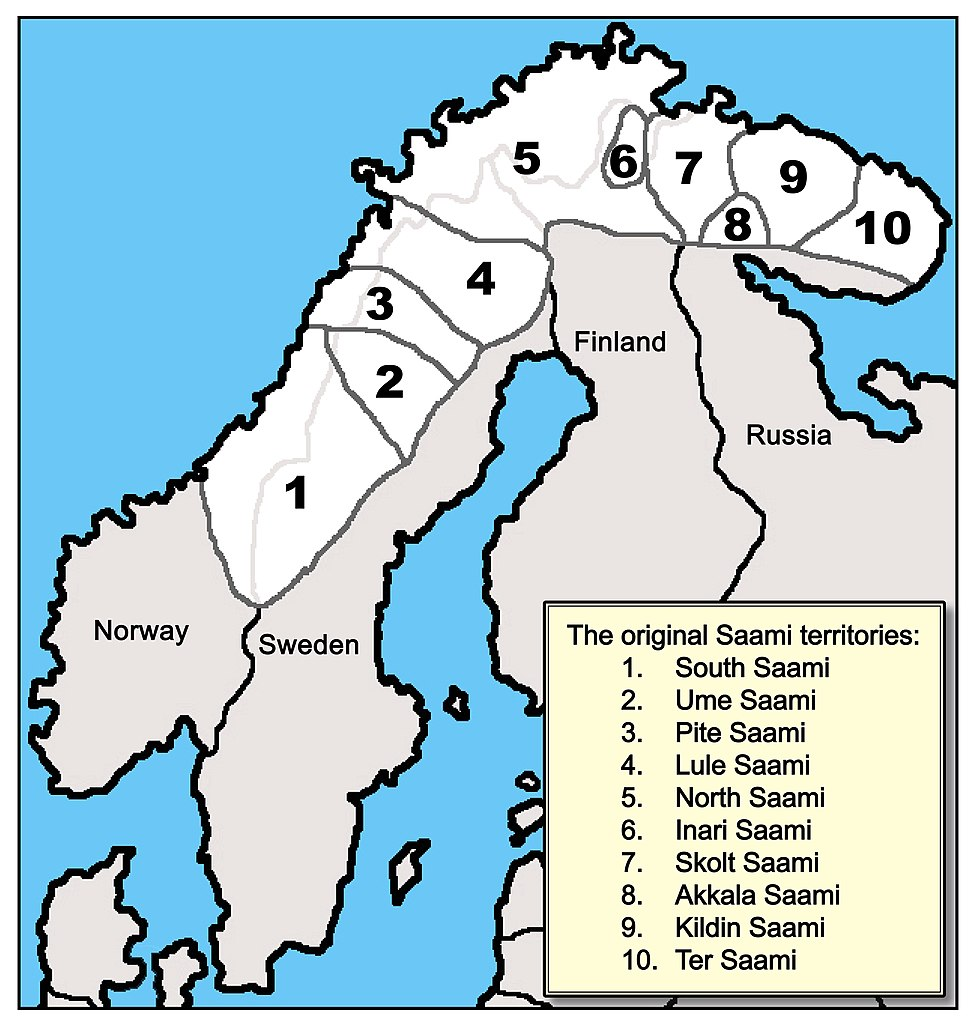 5
6
7
9
8
10
4
3
Finland
2
Russia
1
Norway
Sweden
The original Saami territories:
1. South Saami
2. Ume Saami
3. Pite Saami
4. Lule Saami
5. North Saami
6. Inari Saami
7. Skolt Saami
8. Akkala Saami
9. Kildin Saami
10. Ter Saami